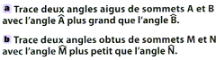 a Trace deux angles aigus de sommets A et B
avec l'angle Â plus grand que l'angle B̂.
b Trace deux angles obtus de sommets M et N
avec l'angle M̂ plus petit que l'angle N̂.